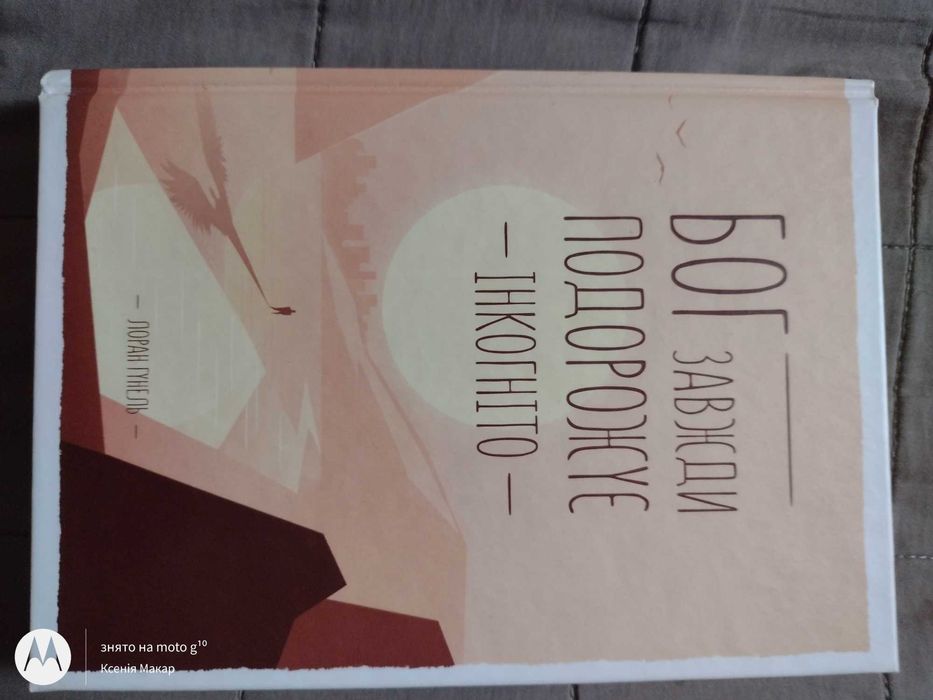 БОГ ЗАВЖДИ
ПОДОРОЖУЄ
— ІНКОГНІТО —
— ЛОРАН ГУНЕЛЬ —
знято на moto g¹⁰
Ксенія Макар